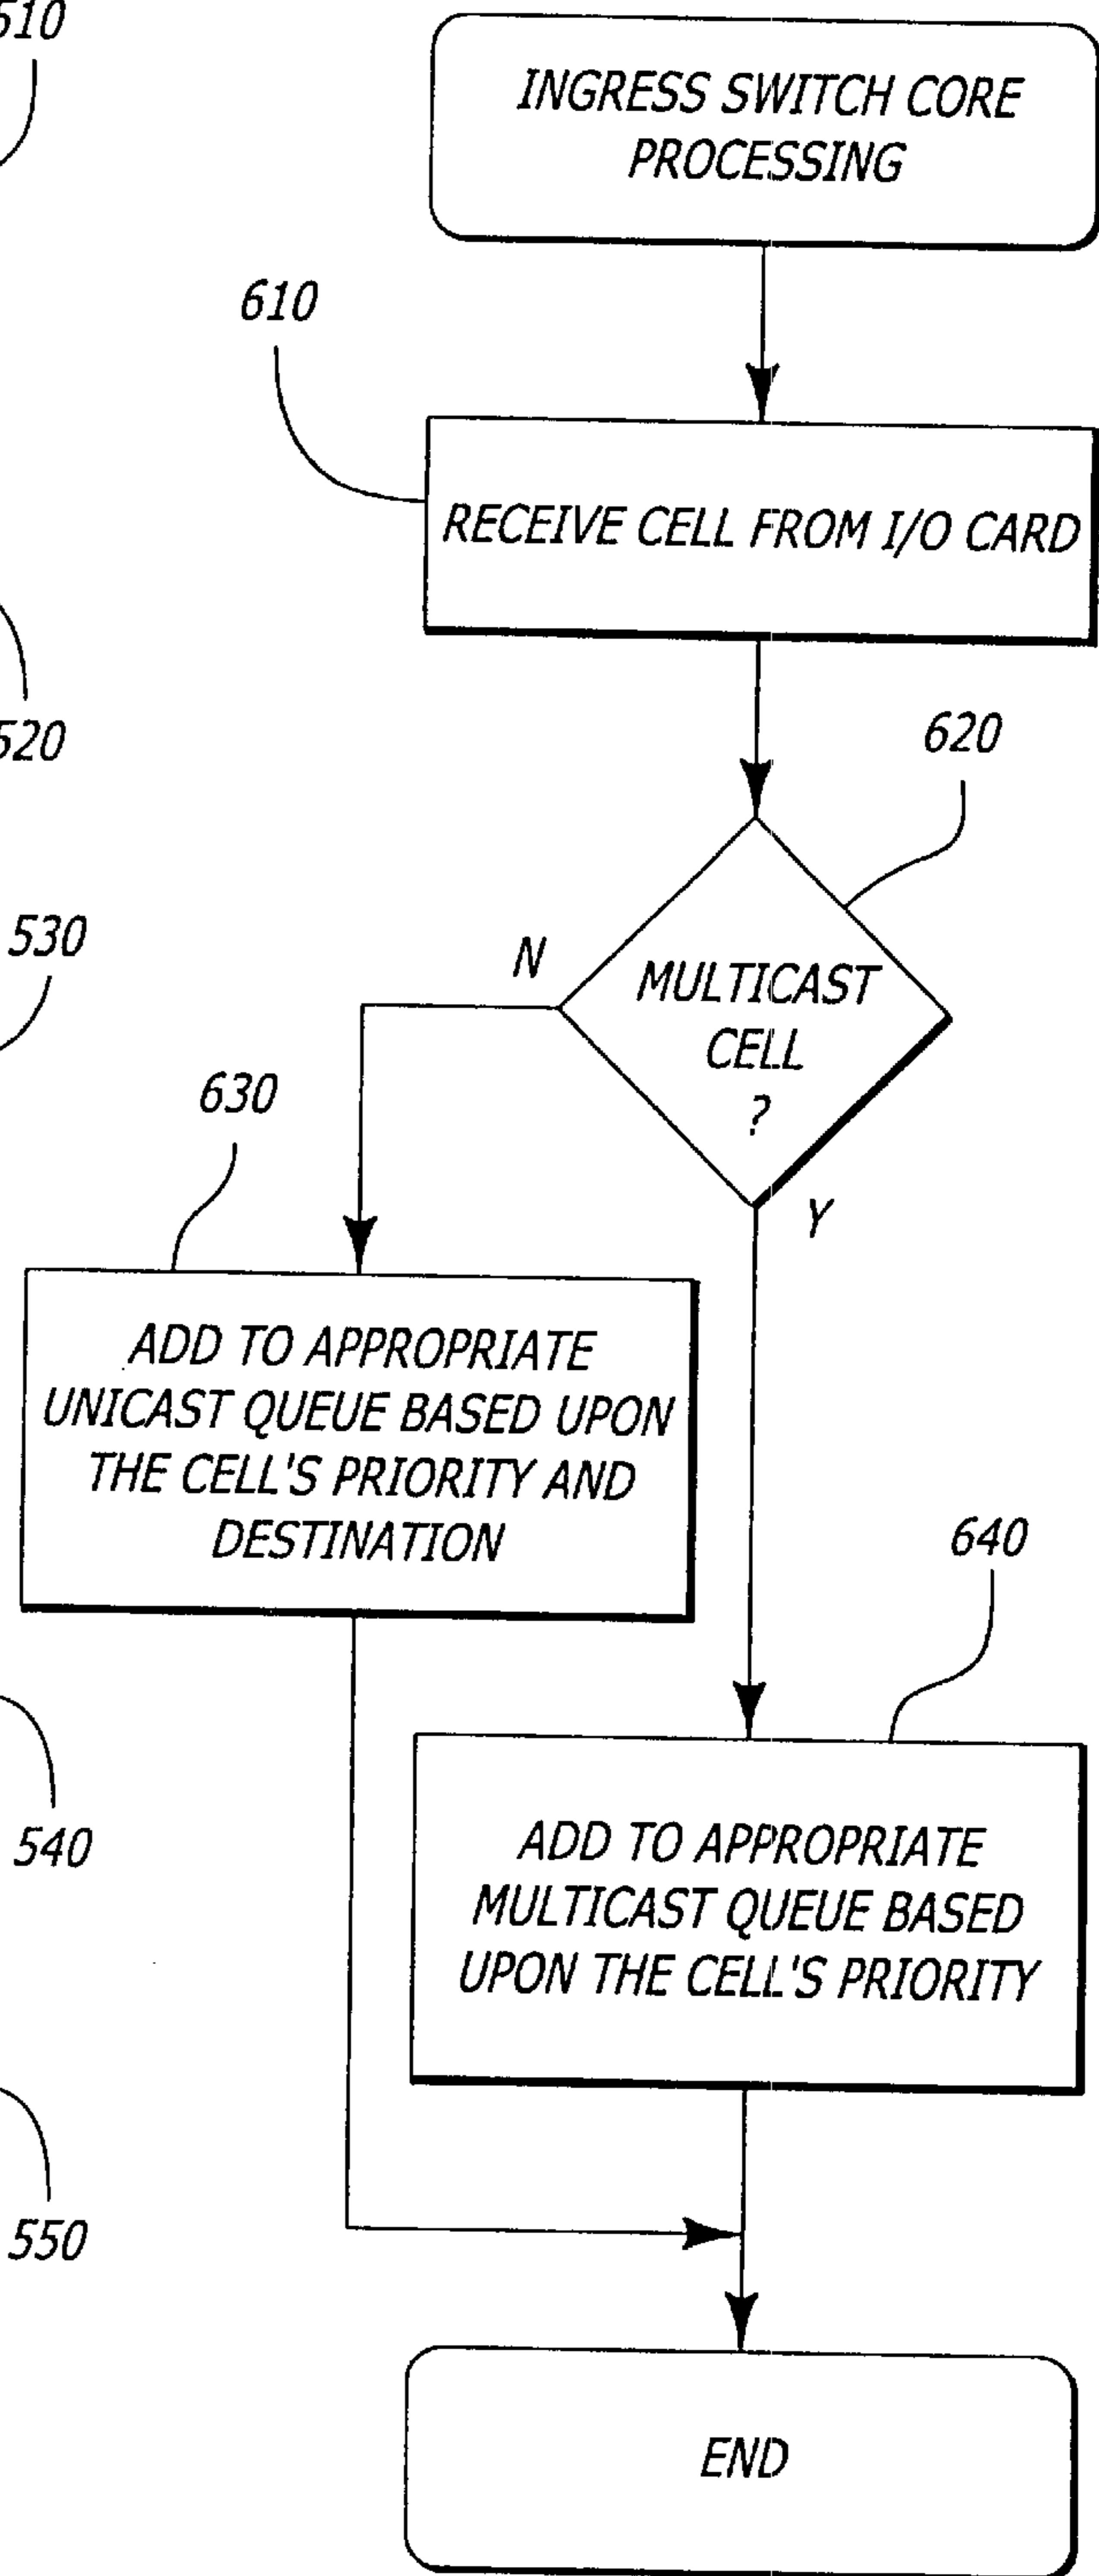 510
INGRESS SWITCH CORE
PROCESSING
610
RECEIVE CELL FROM I/O CARD
520
620
530
N
MULTICAST
CELL
?
630
Y
ADD TO APPROPRIATE
UNICAST QUEUE BASED UPON
THE CELL'S PRIORITY AND
DESTINATION
640
540
ADD TO APPROPRIATE
MULTICAST QUEUE BASED
UPON THE CELL'S PRIORITY
550
END